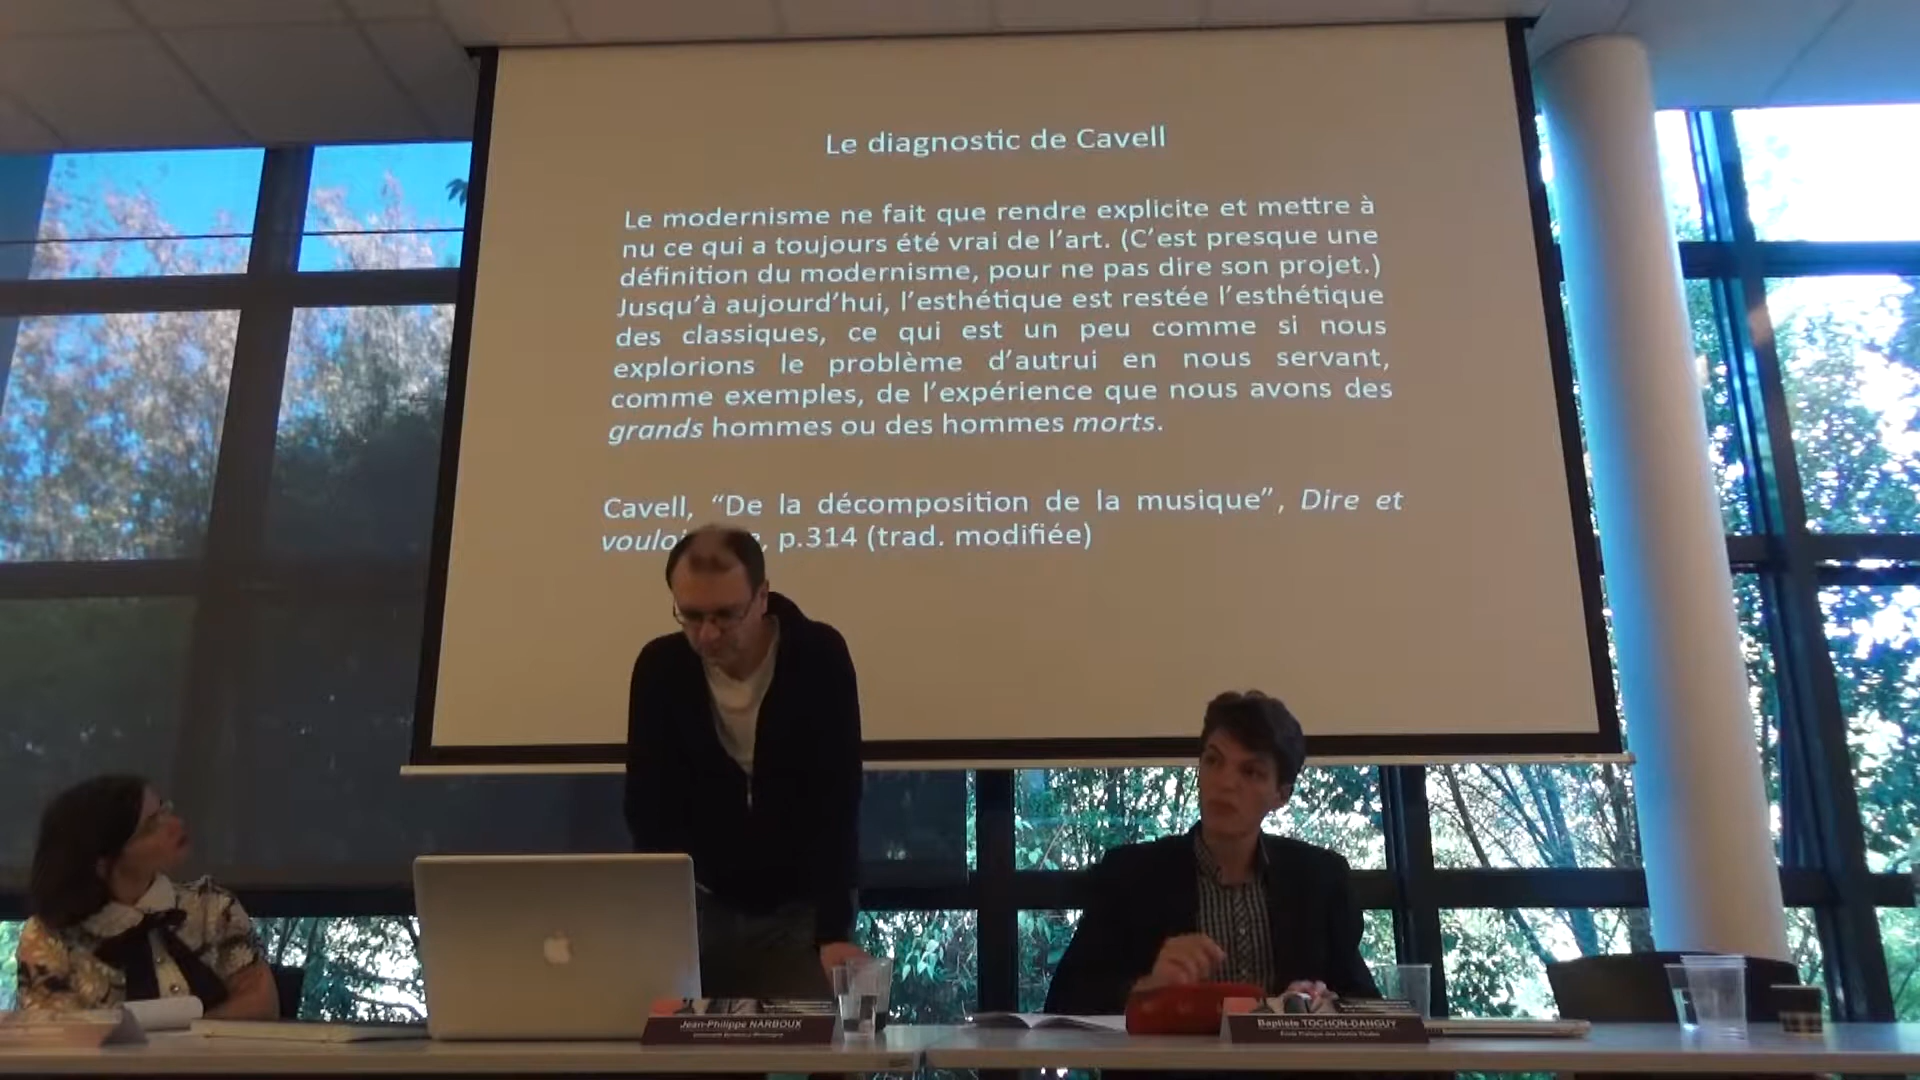 Le diagnostic de Cavell
Le modernisme ne fait que rendre explicite et mettre à
nu ce qui a toujours été vrai de l’art. (C’est presque une
définition du modernisme, pour ne pas dire son projet.)
Jusqu’à aujourd’hui, l’esthétique est restée l’esthétique
des classiques, ce qui est un peu comme si nous
explorions le problème d’autrui en nous servant,
comme exemples, de l’expérience que nous avons des
grands hommes ou des hommes morts.
Cavell, “De la décomposition de la musique”, Dire et
p.314 (trad. modifiée)
Jean-Philippe NARBOUX
Baptiste TOCHON-DANGUY